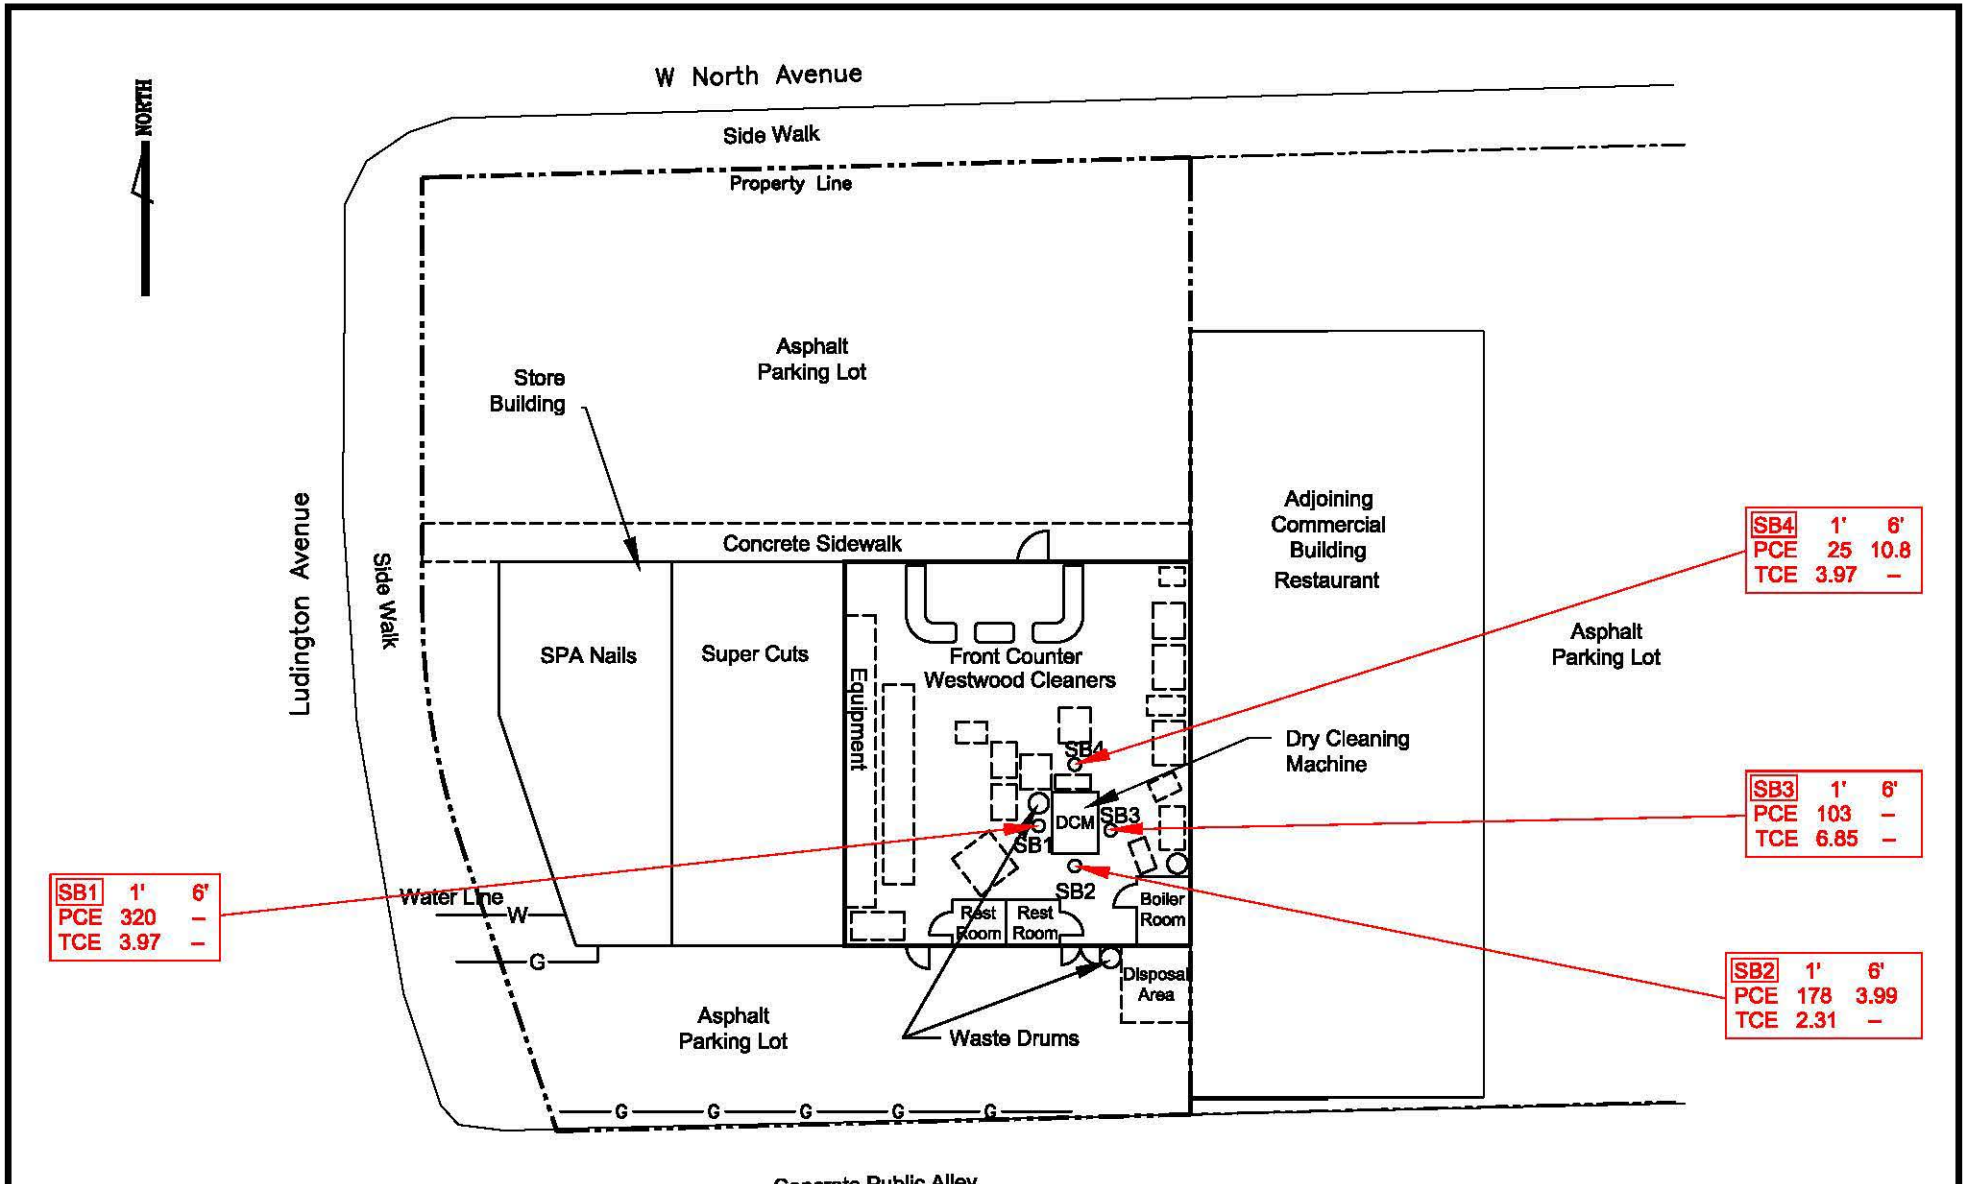 W North Avenue
NORTH
Side Walk
Property Line
Asphalt
Parking Lot
Store
Building
Ludington Avenue
Side Walk
Concrete Sidewalk
Adjoining
Commercial
Building
Restaurant
SB4 1' 6'
PCE 25 10.8
TCE 3.97 –
Asphalt
Parking Lot
SPA Nails
Super Cuts
Equipment
Front Counter
Westwood Cleaners
SB4
Dry Cleaning
Machine
DCM
SB3
SB1
SB2
SB3 1' 6'
PCE 103 –
TCE 6.85 –
SB1 1' 6'
PCE 320 –
TCE 3.97 –
Water Line
W
G
Rest
Room
Rest
Room
Boiler
Room
Disposal
Area
SB2 1' 6'
PCE 178 3.99
TCE 2.31 –
Asphalt
Parking Lot
Waste Drums
G G G G G
Concrete Public Alley